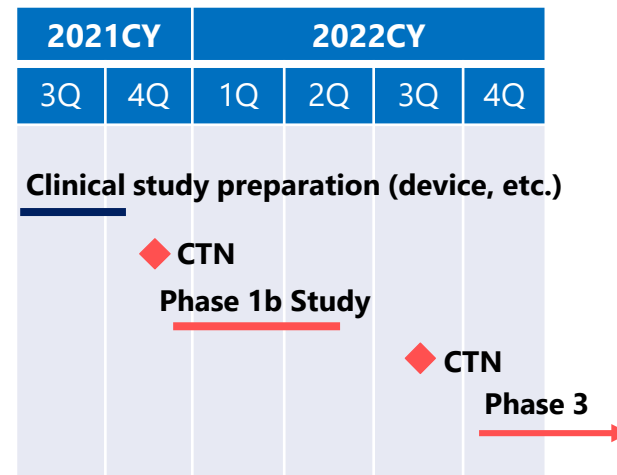 2021CY 2022CY
3Q 4Q 1Q 2Q 3Q 4Q
Clinical study preparation (device, etc.)
CTN
Phase 1b Study
CTN
Phase 3